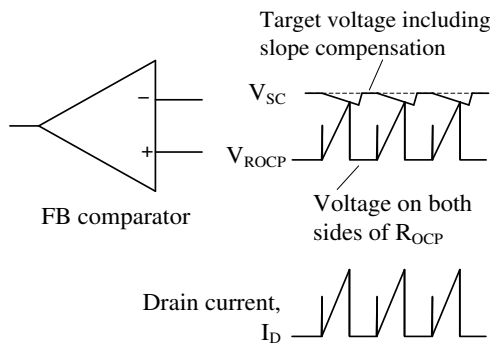 Target voltage including
slope compensation
V_SC
−
+
V_ROCP
FB comparator
Voltage on both
sides of R_OCP
Drain current,
I_D